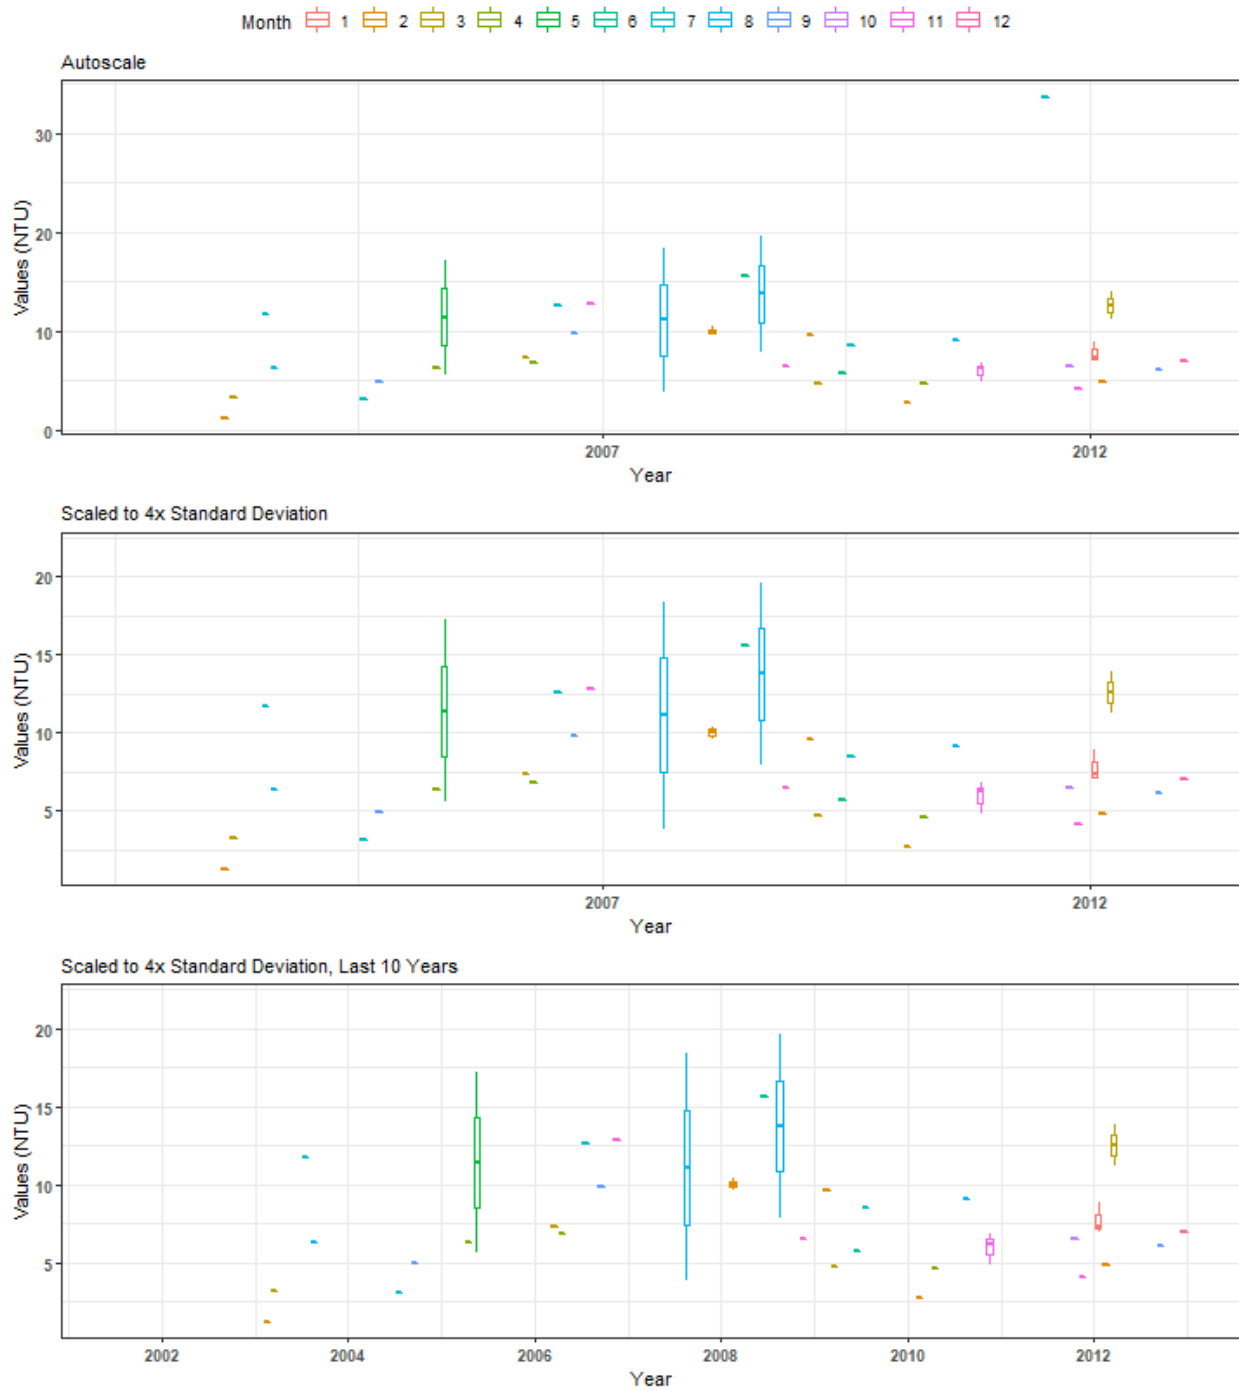 Month 1 2 3 4 5 6 7 8 9 10 11 12
Autoscale
Values (NTU)
30
20
10
0
2007 2012
Year
Scaled to 4x Standard Deviation
Values (NTU)
20
15
10
5
2007 2012
Year
Scaled to 4x Standard Deviation, Last 10 Years
Values (NTU)
20
15
10
5
2002 2004 2006 2008 2010 2012
Year